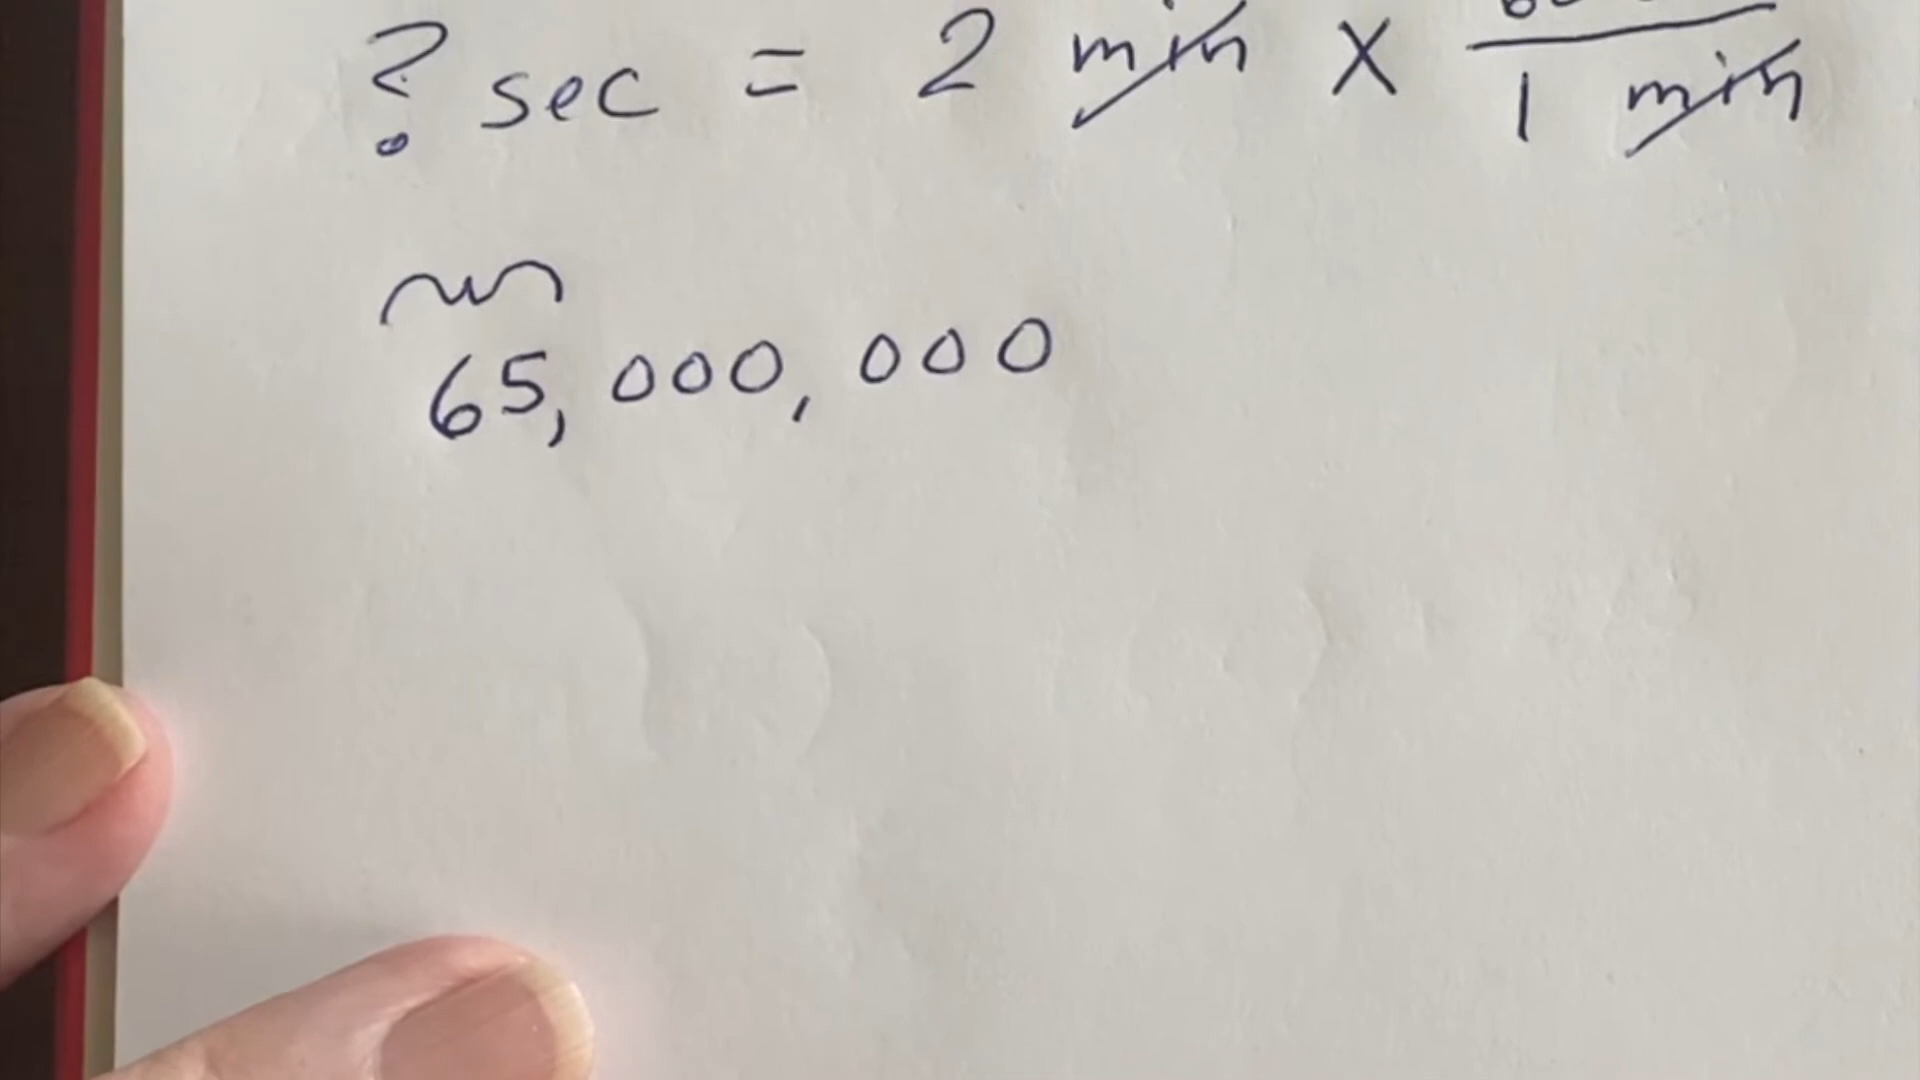 ? sec = 2 min X
1 min
65,000,000